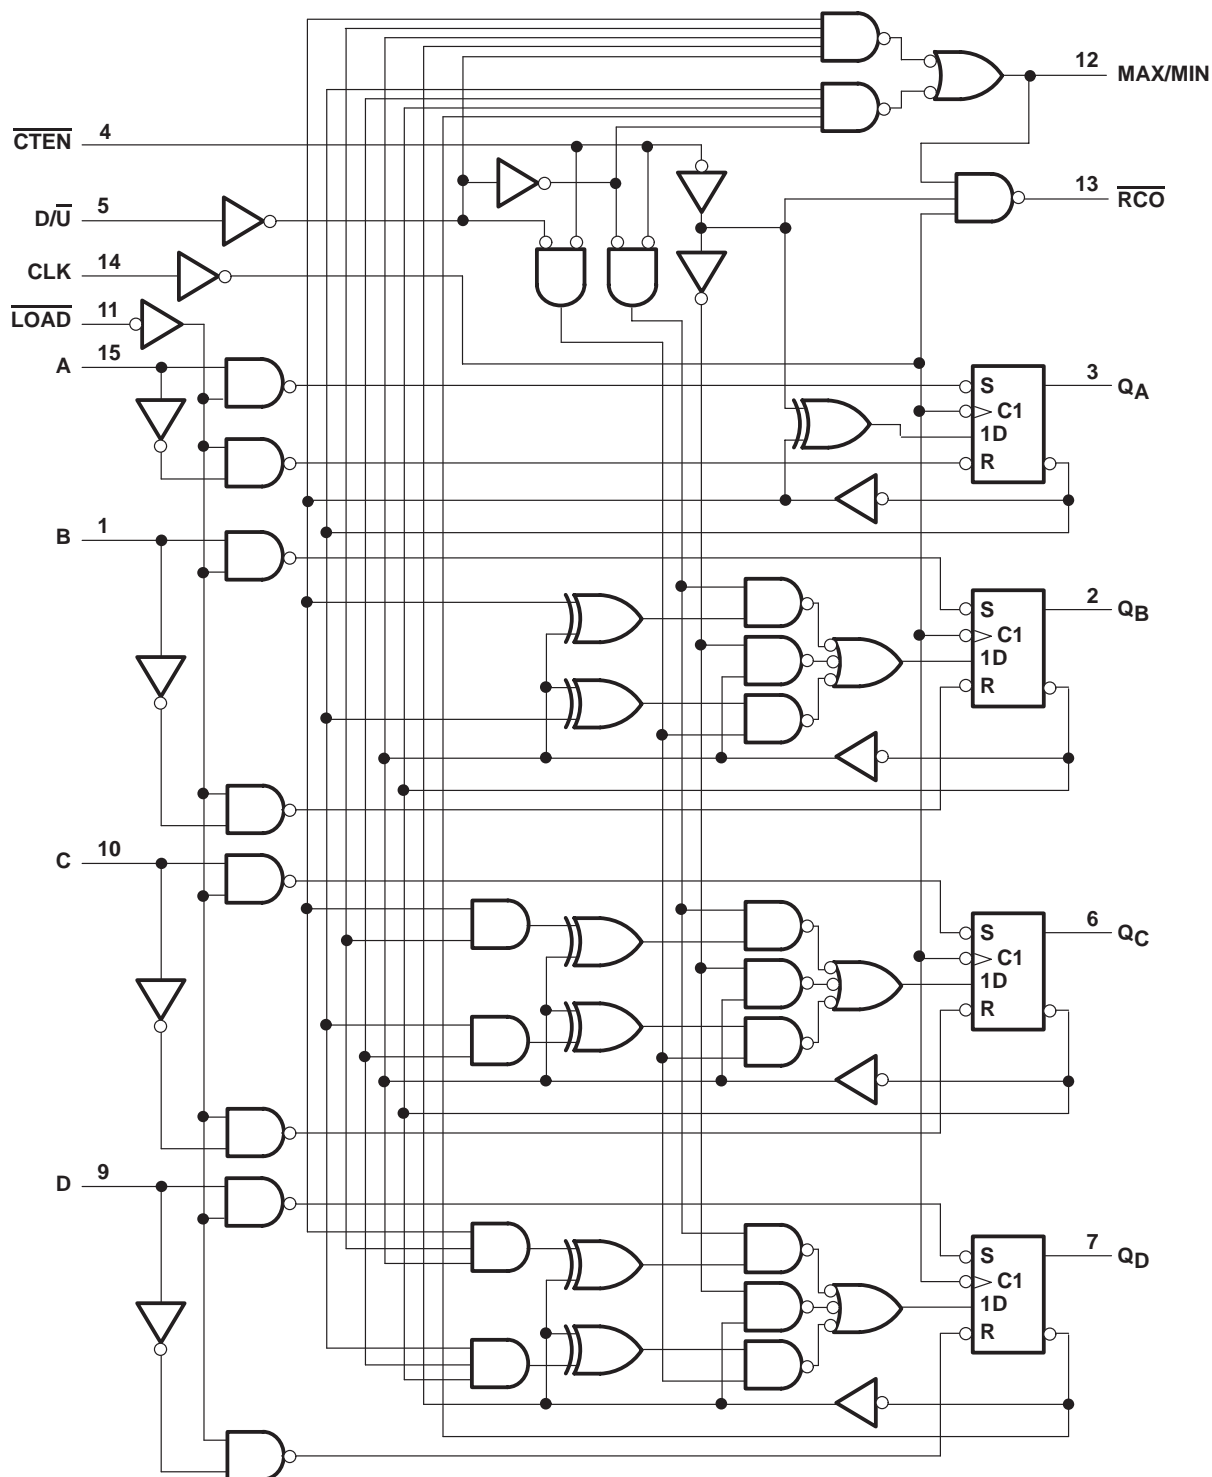 12 MAX/MIN
CTEN 4
13 RCO
D/U 5
CLK 14
LOAD 11
A 15
S
C1
1D
R
3 QA
B 1
S
C1
1D
R
2 QB
C 10
S
C1
1D
R
6 QC
D 9
S
C1
1D
R
7 QD